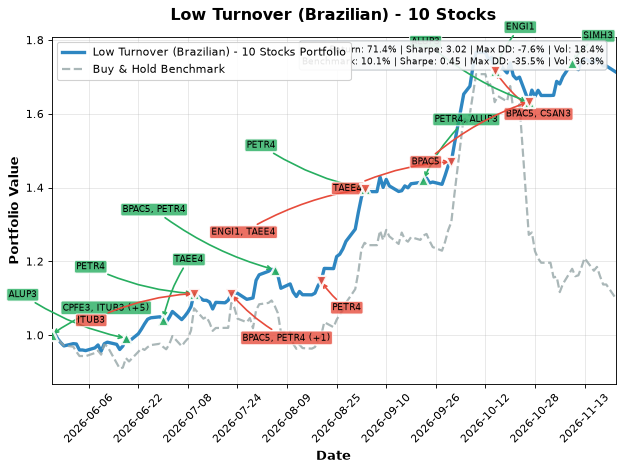 Low Turnover (Brazilian) - 10 Stocks
ENGI1
ALUP3
SIMH3
Low Turnover (Brazilian) - 10 Stocks Portfolio
Buy & Hold Benchmark
71.4% | Sharpe: 3.02 | Max DD: -7.6% | Vol: 18.4%
Benchmark: 10.1% | Sharpe: 0.45 | Max DD: -35.5% | Vol: 36.3%
BPAC5, CSAN3
PETR4, ALUP3
PETR4
BPAC5
TAEE4
BPAC5, PETR4
ENGI1, TAEE4
TAEE4
PETR4
ALUP3
CPFE3, ITUB3 (+5)
ITUB3
PETR4
BPAC5, PETR4 (+1)
1.8
1.6
1.4
1.2
1.0
Portfolio Value
2026-06-06
2026-06-22
2026-07-08
2026-07-24
2026-08-09
2026-08-25
2026-09-10
2026-09-26
2026-10-12
2026-10-28
2026-11-13
Date